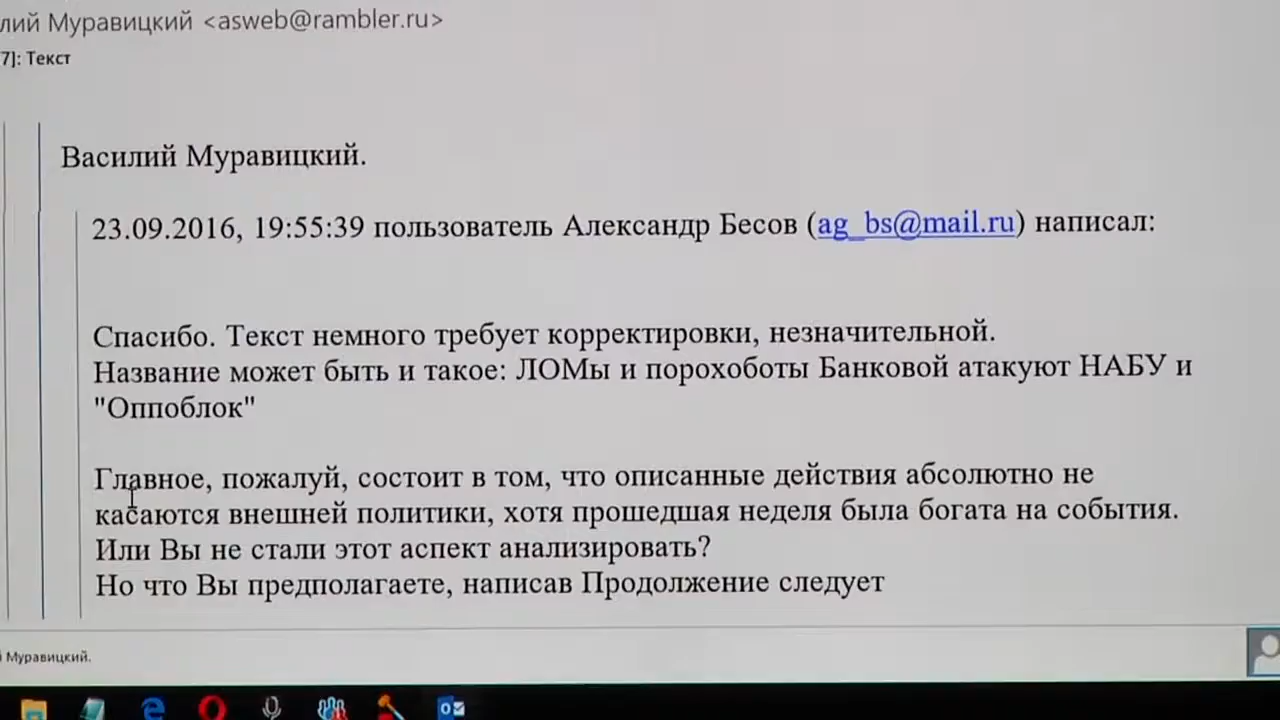 лий Муравицкий <asweb@rambler.ru>
7]: Текст
Василий Муравицкий.
23.09.2016, 19:55:39 пользователь Александр Бесов (ag_bs@mail.ru) написал:
Спасибо. Текст немного требует корректировки, незначительной.
Название может быть и такое: ЛОМы и порохоботы Банковой атакуют НАБУ и
"Оппоблок"
Главное, пожалуй, состоит в том, что описанные действия абсолютно не
касаются внешней политики, хотя прошедшая неделя была богата на события.
Или Вы не стали этот аспект анализировать?
Но что Вы предполагаете, написав Продолжение следует
й Муравицкий.